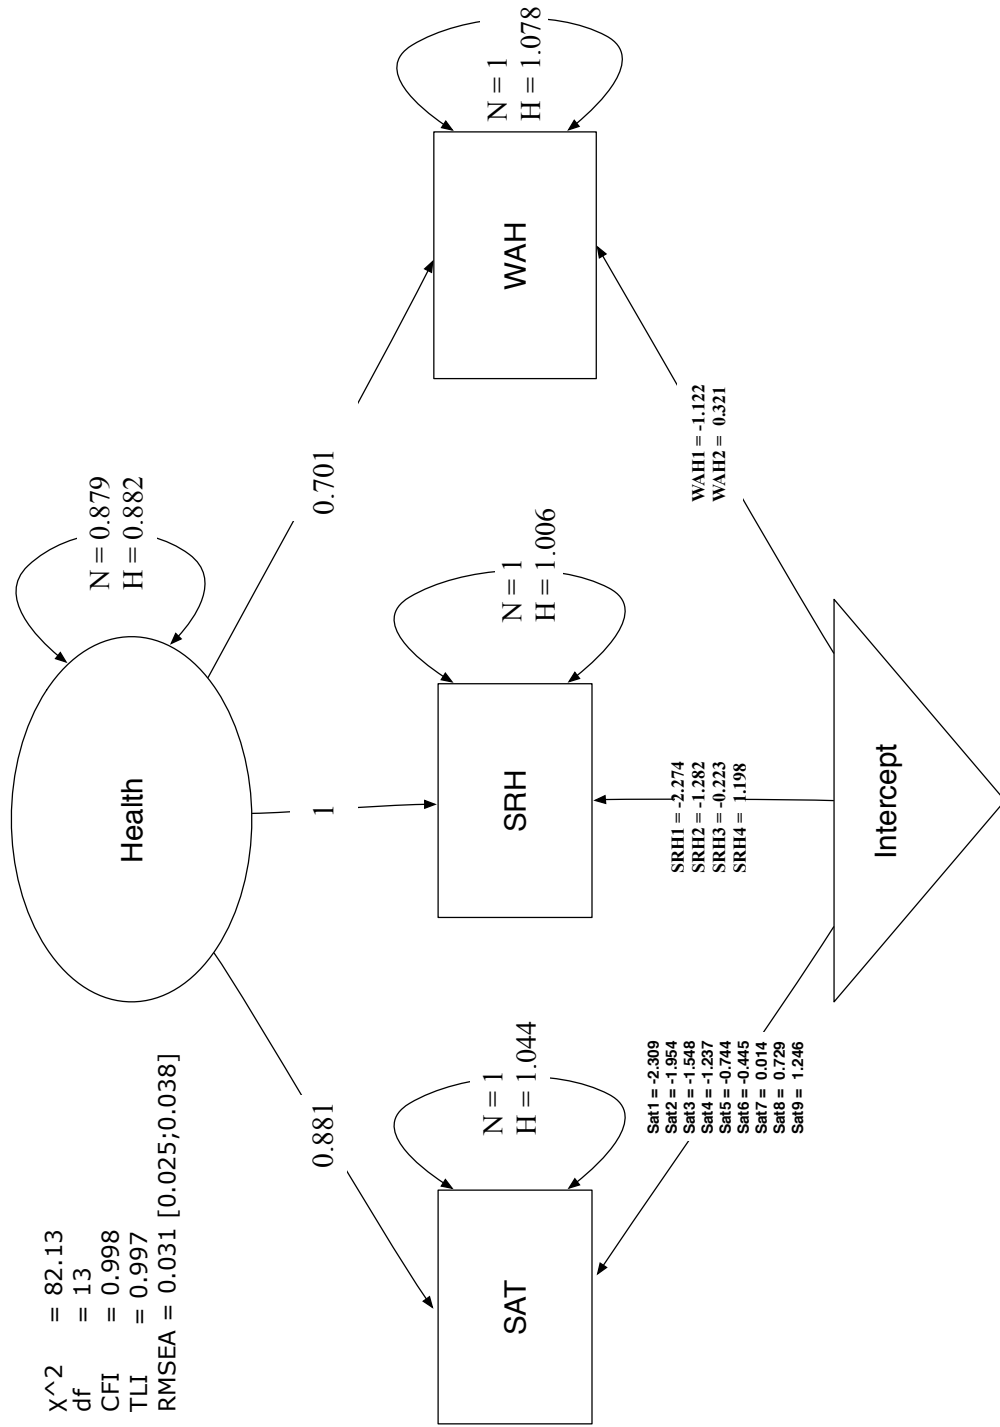 X^2 = 82.13
df = 13
CFI = 0.998
TLI = 0.997
RMSEA = 0.031 [0.025;0.038]
Health
N = 0.879
H = 0.882
0.881
1
0.701
SAT
N = 1
H = 1.044
SRH
N = 1
H = 1.006
WAH
N = 1
H = 1.078
Sat1 = -2.309
Sat2 = -1.954
Sat3 = -1.548
Sat4 = -1.237
Sat5 = -0.744
Sat6 = -0.445
Sat7 = 0.014
Sat8 = 0.729
Sat9 = 1.246
SRH1 = -2.274
SRH2 = -1.282
SRH3 = -0.223
SRH4 = 1.198
WAH1 = -1.122
WAH2 = 0.321
Intercept